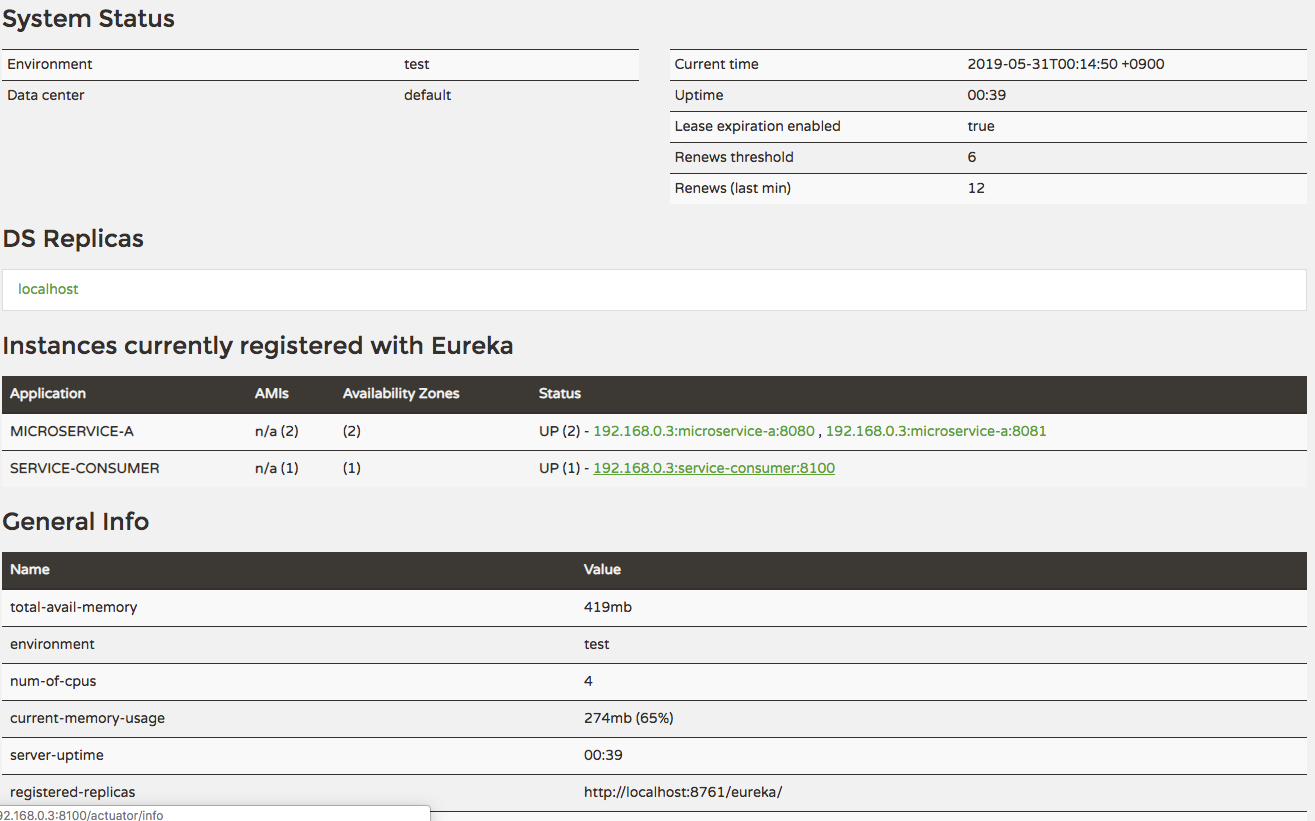 System Status
Environment test
Data center default
Current time 2019-05-31T00:14:50 +0900
Uptime 00:39
Lease expiration enabled true
Renews threshold 6
Renews (last min) 12
DS Replicas
localhost
Instances currently registered with Eureka
Application AMIs Availability Zones Status
MICROSERVICE-A n/a (2) (2) UP (2) - 192.168.0.3:microservice-a:8080 , 192.168.0.3:microservice-a:8081
SERVICE-CONSUMER n/a (1) (1) UP (1) - 192.168.0.3:service-consumer:8100
General Info
Name Value
total-avail-memory 419mb
environment test
num-of-cpus 4
current-memory-usage 274mb (65%)
server-uptime 00:39
registered-replicas http://localhost:8761/eureka/
92.168.0.3:8100/actuator/info